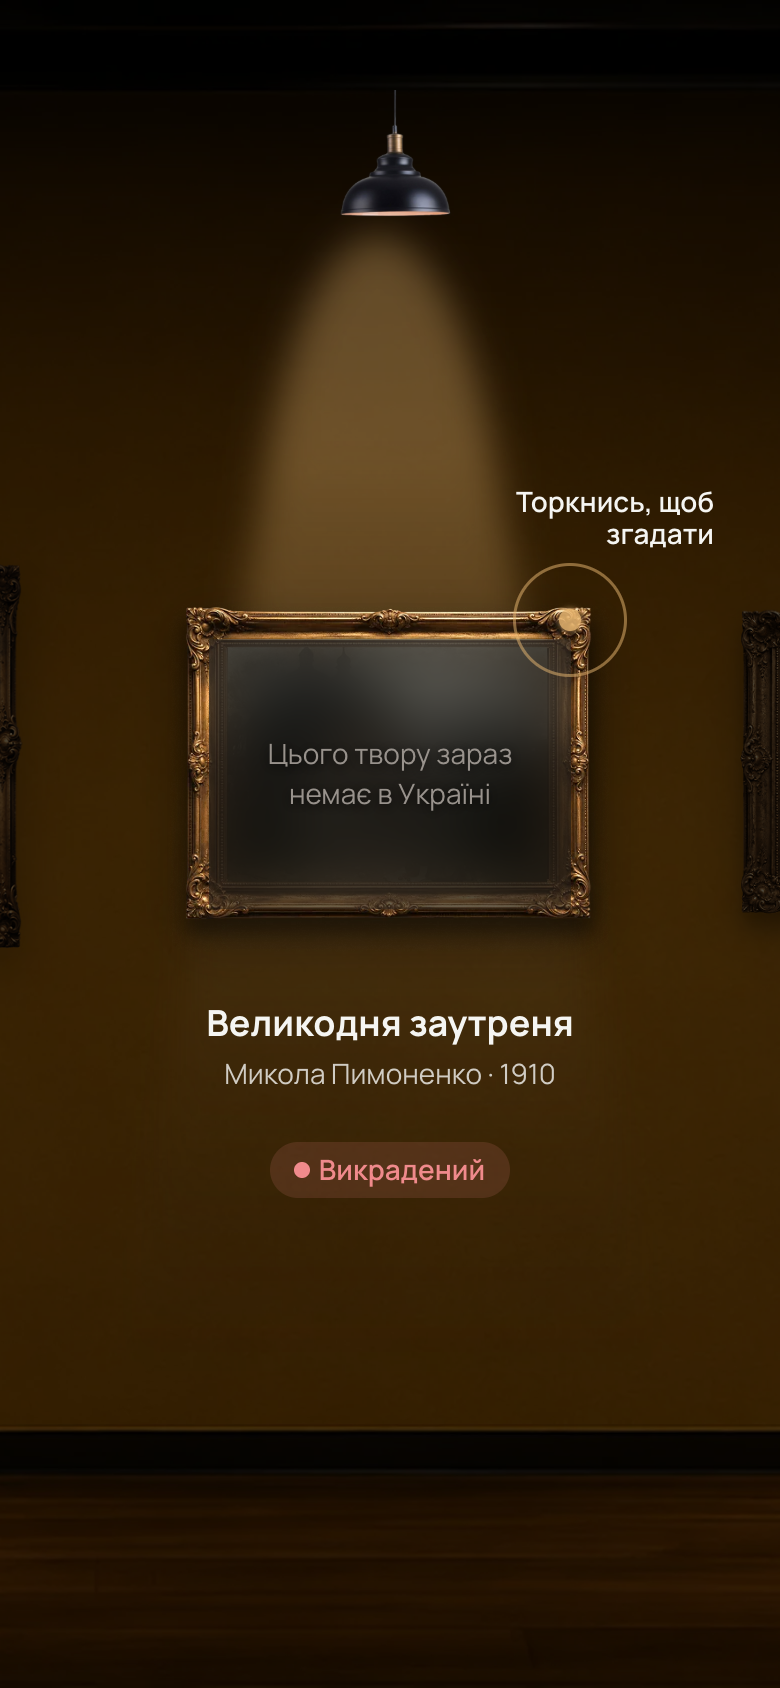 Торкнись, щоб
згадати
Цього твору зараз
немає в Україні
Великодня заутреня
Микола Пимоненко · 1910
Викрадений